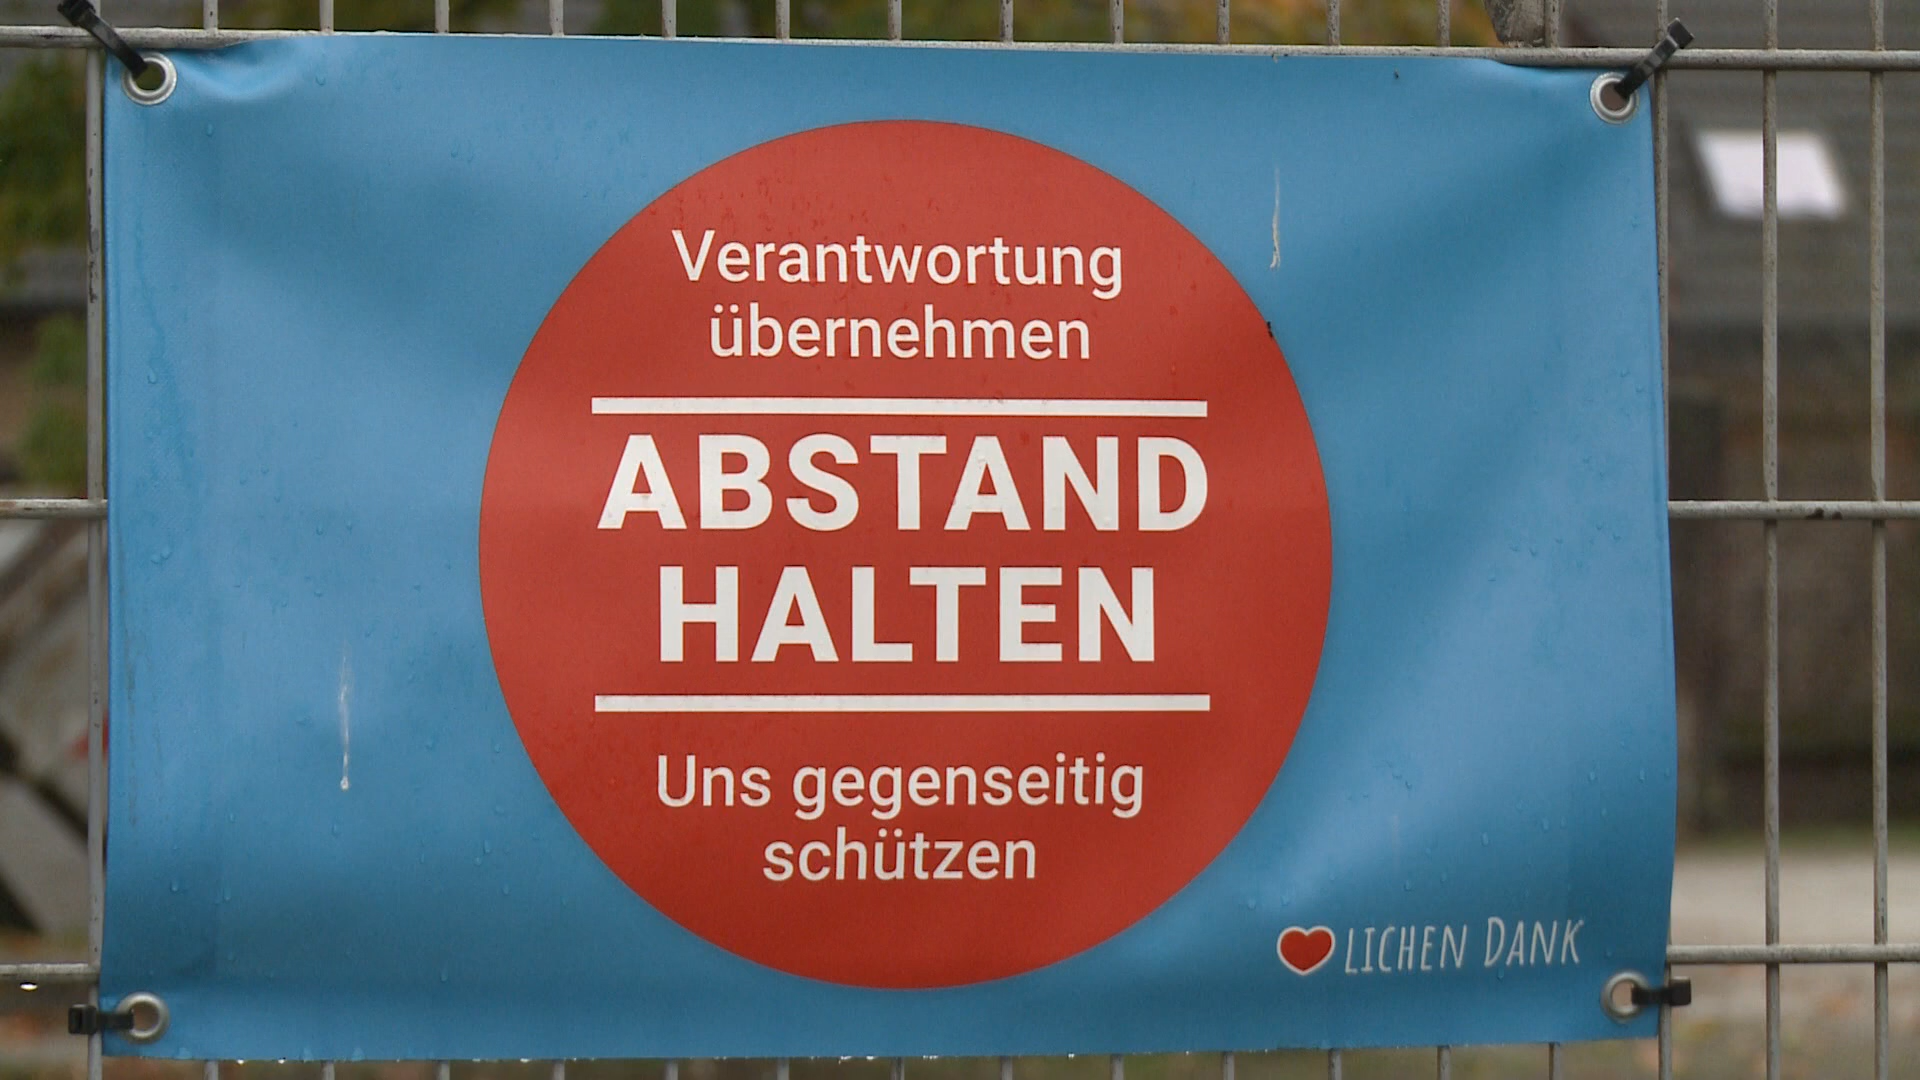 Verantwortung
übernehmen
ABSTAND
HALTEN
Uns gegenseitig
schützen
LICHEN DANK